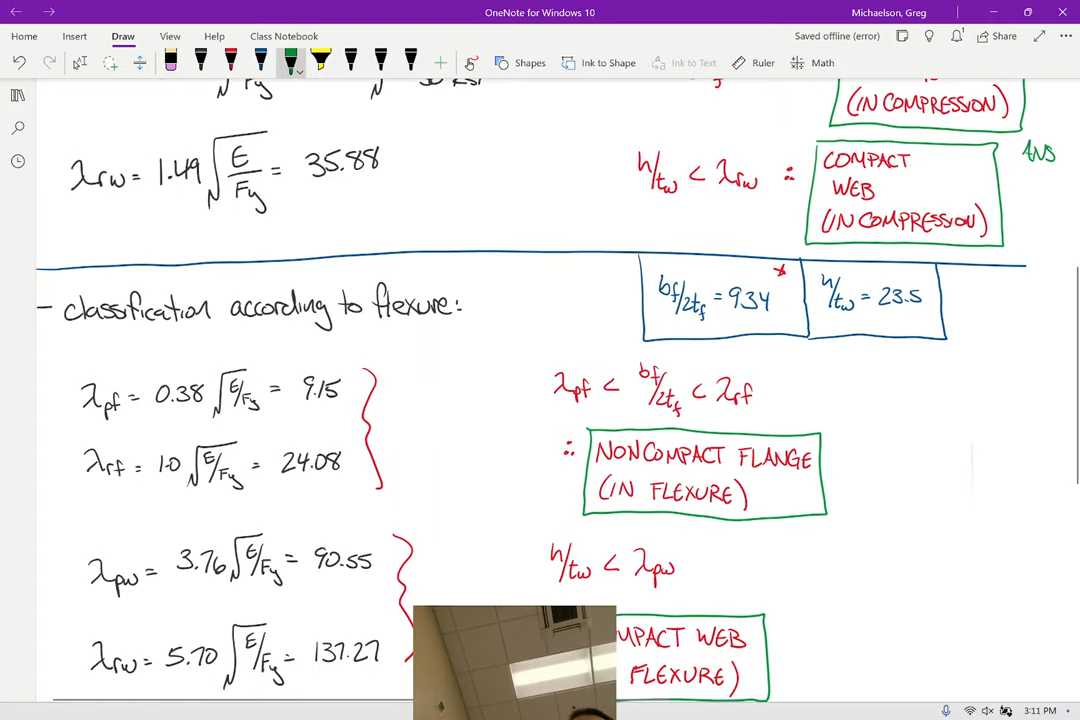 OneNote for Windows 10
Michaelson, Greg
Home Insert Draw View Help Class Notebook
Saved offline (error) Share
Shapes Ink to Shape Ink to Text Ruler Math
(IN COMPRESSION)
λrw = 1.49 √E/Fy = 35.88
h/tw < λrw ∴ COMPACT
WEB
(IN COMPRESSION)
ANS
- classification according to flexure:
bf/2tf = 9.34 *
h/tw = 23.5
λpf = 0.38 √E/Fy = 9.15
λpf < bf/2tf < λrf
λrf = 1.0 √E/Fy = 24.08
∴ NONCOMPACT FLANGE
(IN FLEXURE)
λpw = 3.76 √E/Fy = 90.55
h/tw < λpw
λrw = 5.70 √E/Fy = 137.27
MPACT WEB
FLEXURE)
3:11 PM